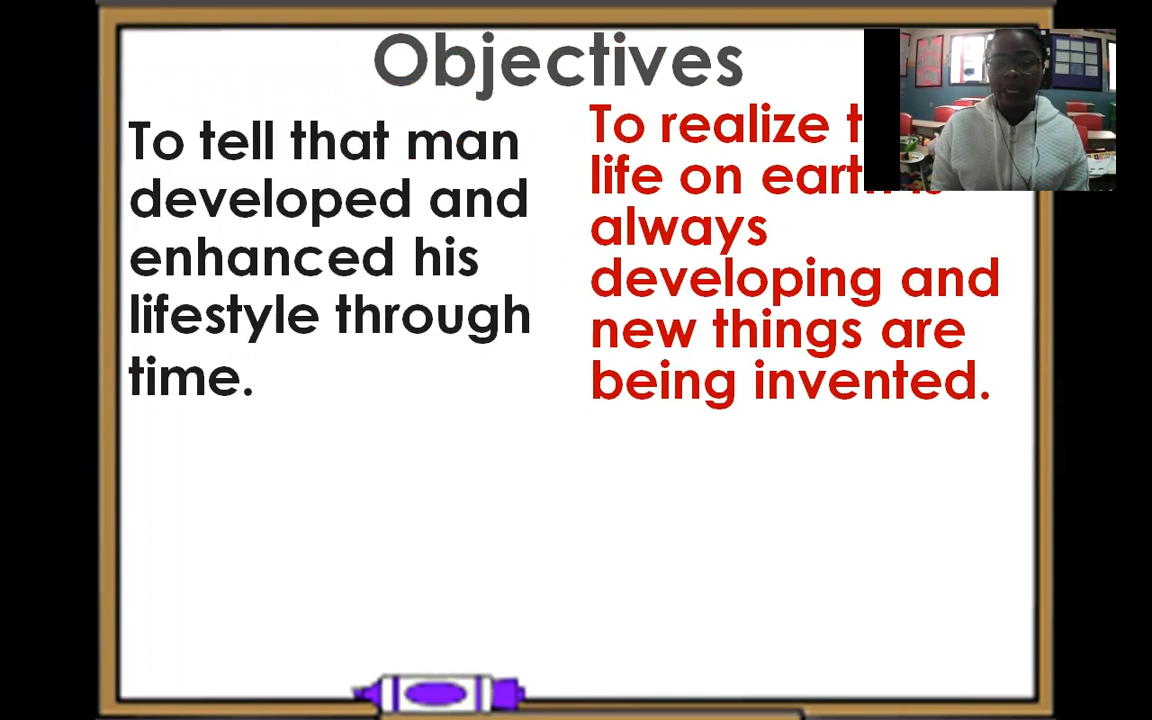 Objectives
To tell that man
developed and
enhanced his
lifestyle through
time.
To realize
life on
always
developing and
new things are
being invented.